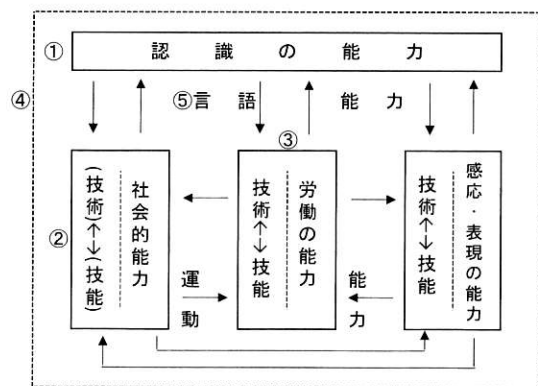 ① 認識の能力
④
⑤言語能力
③
②
社会的能力
(技術)↑↓(技能)
労働の能力
技術↑↓技能
感応・表現の能力
技術↑↓技能
運動能力